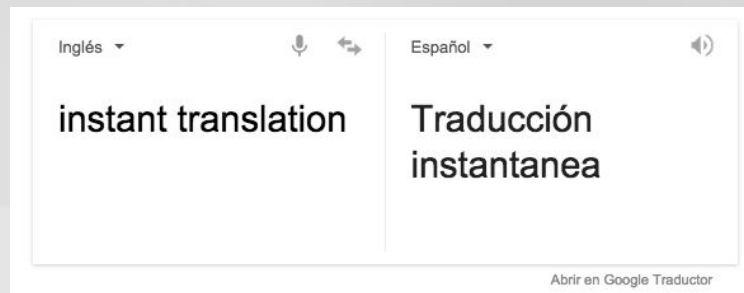 Inglés
Español
instant translation
Traducción
instantanea
Abrir en Google Traductor